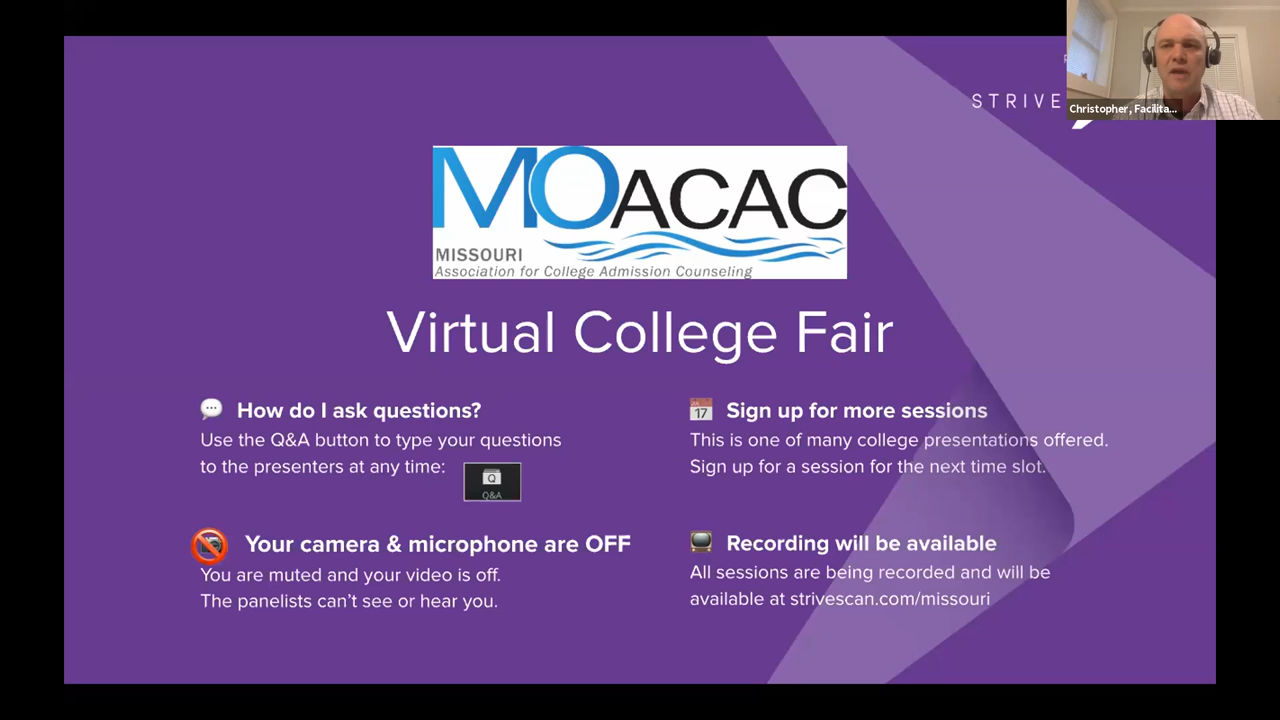 STRIVE
Christopher, Facilita...
MOACAC
MISSOURI
Association for College Admission Counseling
Virtual College Fair
💬 How do I ask questions?
Use the Q&A button to type your questions
to the presenters at any time:
Q
Q&A
📅 Sign up for more sessions
17
This is one of many college presentations offered.
Sign up for a session for the next time slot.
Your camera & microphone are OFF
You are muted and your video is off.
The panelists can't see or hear you.
Recording will be available
All sessions are being recorded and will be
available at strivescan.com/missouri